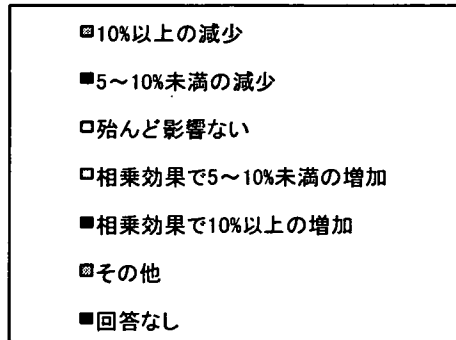 10%以上の減少
5～10%未満の減少
殆んど影響ない
相乗効果で5～10%未満の増加
相乗効果で10%以上の増加
その他
回答なし